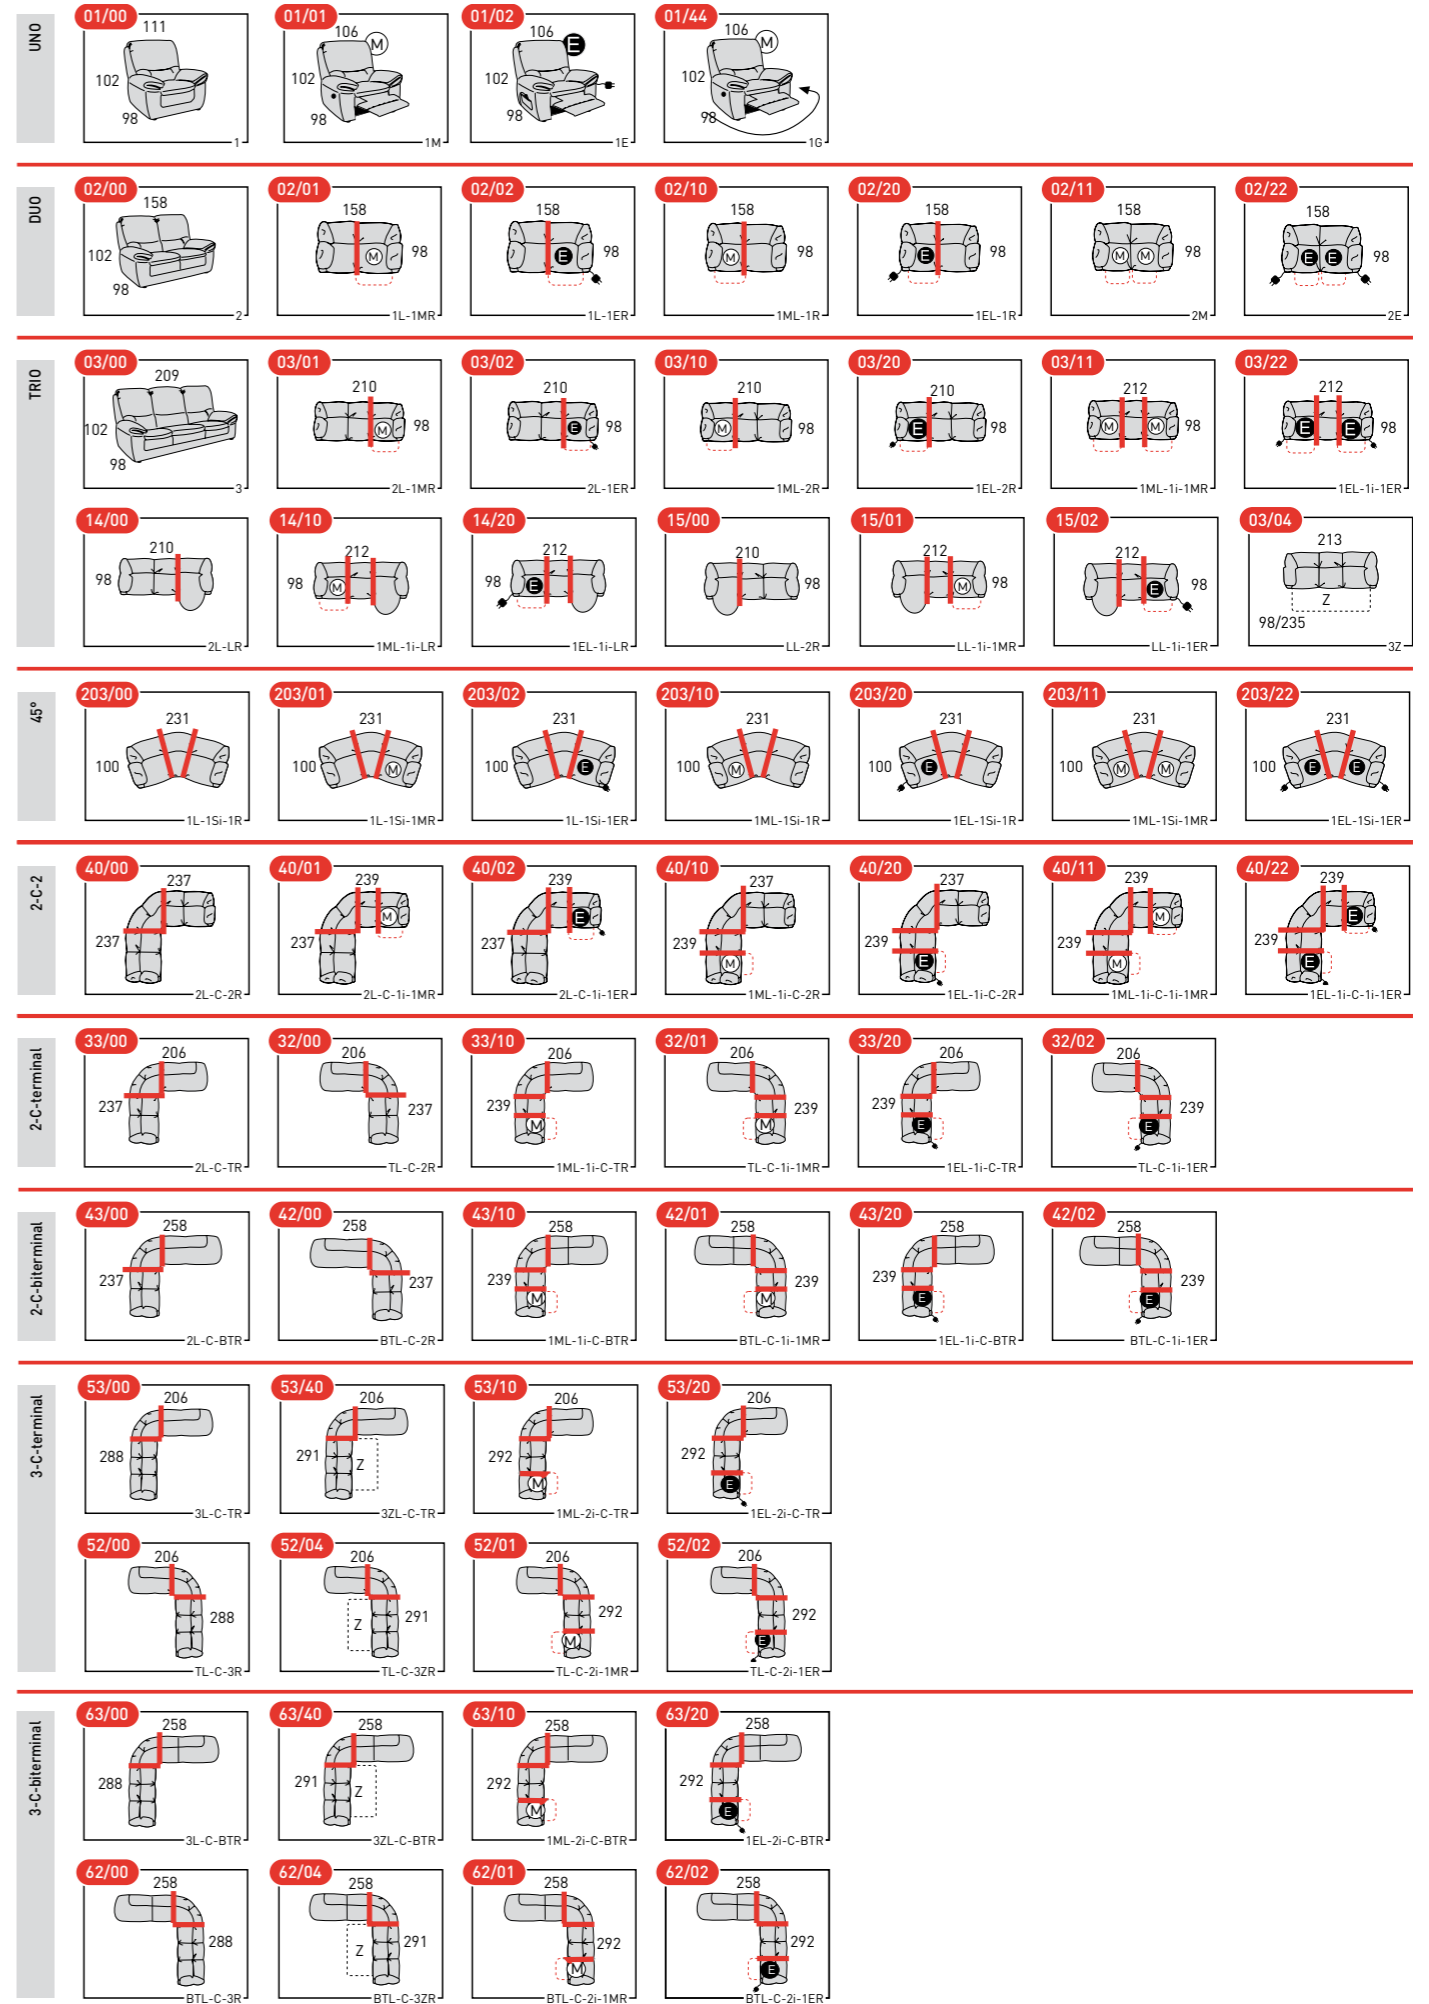 UNO
01/00 01/01 01/02 01/44
111 106 M 106 E 106 M
102 102 102 102
98 98 98 98
1 1M 1E 1G
DUO
02/00 02/01 02/02 02/10 02/20 02/11 02/22
158 158 158 158 158 158 158
102 M 98 E 98 M 98 E 98 M M 98 E E 98
98
2 1L-1MR 1L-1ER 1ML-1R 1EL-1R 2M 2E
TRIO
03/00 03/01 03/02 03/10 03/20 03/11 03/22
209 210 210 210 210 212 212
102 M 98 E 98 M 98 E 98 M M 98 E E 98
98
3 2L-1MR 2L-1ER 1ML-2R 1EL-2R 1ML-1i-1MR 1EL-1i-1ER
14/00 14/10 14/20 15/00 15/01 15/02 03/04
210 212 212 210 212 212 213
98 98 M 98 E 98 M 98 E 98 Z
98/235
2L-LR 1ML-1i-LR 1EL-1i-LR LL-2R LL-1i-1MR LL-1i-1ER 3Z
45°
203/00 203/01 203/02 203/10 203/20 203/11 203/22
231 231 231 231 231 231 231
100 100 M 100 E 100 M 100 E 100 M M 100 E E
1L-1Si-1R 1L-1Si-1MR 1L-1Si-1ER 1ML-1Si-1R 1EL-1Si-1R 1ML-1Si-1MR 1EL-1Si-1ER
2-C-2
40/00 40/01 40/02 40/10 40/20 40/11 40/22
237 239 239 237 237 239 239
M E M E
237 237 237 239 239 239 239
M E M E
2L-C-2R 2L-C-1i-1MR 2L-C-1i-1ER 1ML-1i-C-2R 1EL-1i-C-2R 1ML-1i-C-1i-1MR 1EL-1i-C-1i-1ER
2-C-terminal
33/00 32/00 33/10 32/01 33/20 32/02
206 206 206 206 206 206
237 237 239 239 239 239
M M E E
2L-C-TR TL-C-2R 1ML-1i-C-TR TL-C-1i-1MR 1EL-1i-C-TR TL-C-1i-1ER
2-C-biterminal
43/00 42/00 43/10 42/01 43/20 42/02
258 258 258 258 258 258
237 237 239 239 239 239
M M E E
2L-C-BTR BTL-C-2R 1ML-1i-C-BTR BTL-C-1i-1MR 1EL-1i-C-BTR BTL-C-1i-1ER
3-C-terminal
53/00 53/40 53/10 53/20
206 206 206 206
288 291 Z 292 292
M E
3L-C-TR 3ZL-C-TR 1ML-2i-C-TR 1EL-2i-C-TR
52/00 52/04 52/01 52/02
206 206 206 206
288 Z 291 292 292
M E
TL-C-3R TL-C-3ZR TL-C-2i-1MR TL-C-2i-1ER
3-C-biterminal
63/00 63/40 63/10 63/20
258 258 258 258
288 291 Z 292 292
M E
3L-C-BTR 3ZL-C-BTR 1ML-2i-C-BTR 1EL-2i-C-BTR
62/00 62/04 62/01 62/02
258 258 258 258
288 Z 291 292 292
M E
BTL-C-3R BTL-C-3ZR BTL-C-2i-1MR BTL-C-2i-1ER